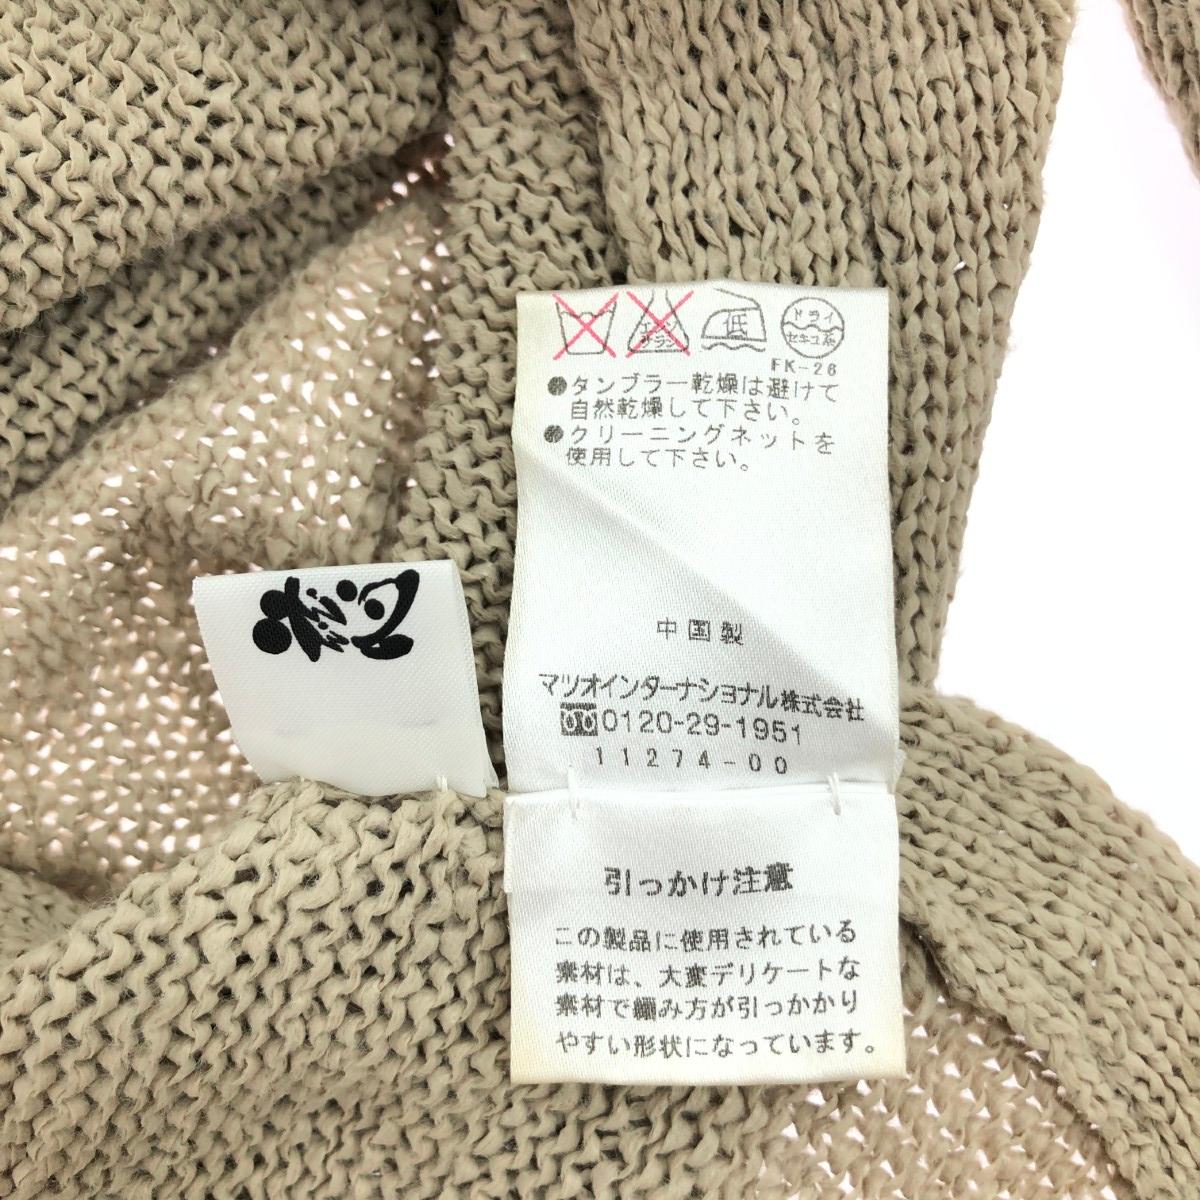 エンソ
サラシ
低
ドライ
セキユ系
FK-26
●タンブラー乾燥は避けて
自然乾燥して下さい。
●クリーニングネットを
使用して下さい。
中国製
マツオインターナショナル株式会社
0120-29-1951
11274-00
引っかけ注意
この製品に使用されている
素材は、大変デリケートな
素材で編み方が引っかかり
やすい形状になっています。